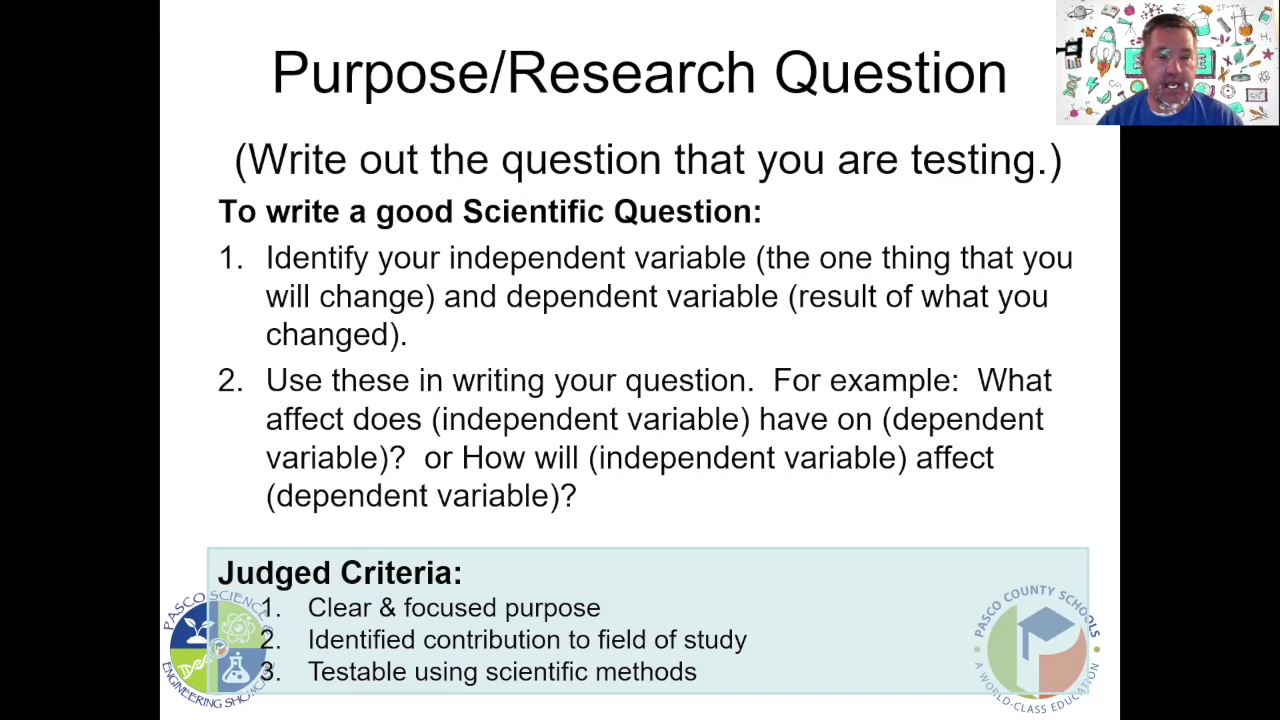 Purpose/Research Question
(Write out the question that you are testing.)
To write a good Scientific Question:
1. Identify your independent variable (the one thing that you
will change) and dependent variable (result of what you
changed).
2. Use these in writing your question. For example: What
affect does (independent variable) have on (dependent
variable)? or How will (independent variable) affect
(dependent variable)?
Judged Criteria:
1. Clear & focused purpose
2. Identified contribution to field of study
3. Testable using scientific methods
PASCO SCIENCE &
ENGINEERING SHOWCASE
PASCO COUNTY SCHOOLS
A WORLD-CLASS EDUCATION